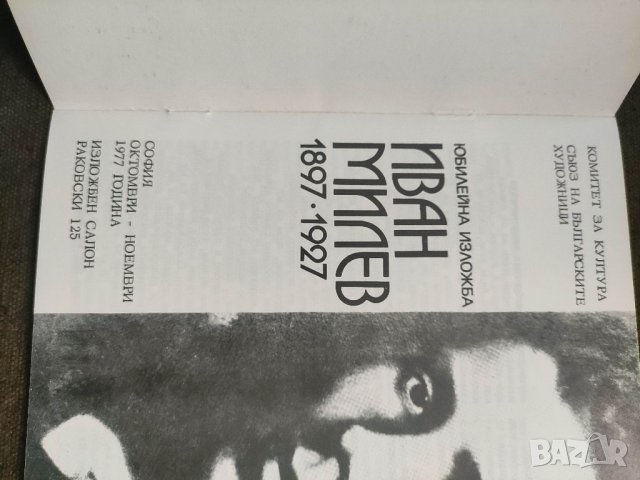 КОМИТЕТ ЗА КУЛТУРА
СЪЮЗ НА БЪЛГАРСКИТЕ
ХУДОЖНИЦИ
ЮБИЛЕЙНА ИЗЛОЖБА
ИВАН
МИЛЕВ
1897 · 1927
СОФИЯ
ОКТОМВРИ - НОЕМВРИ
1977 ГОДИНА
ИЗЛОЖБЕН САЛОН
РАКОВСКИ 125
BAZAR